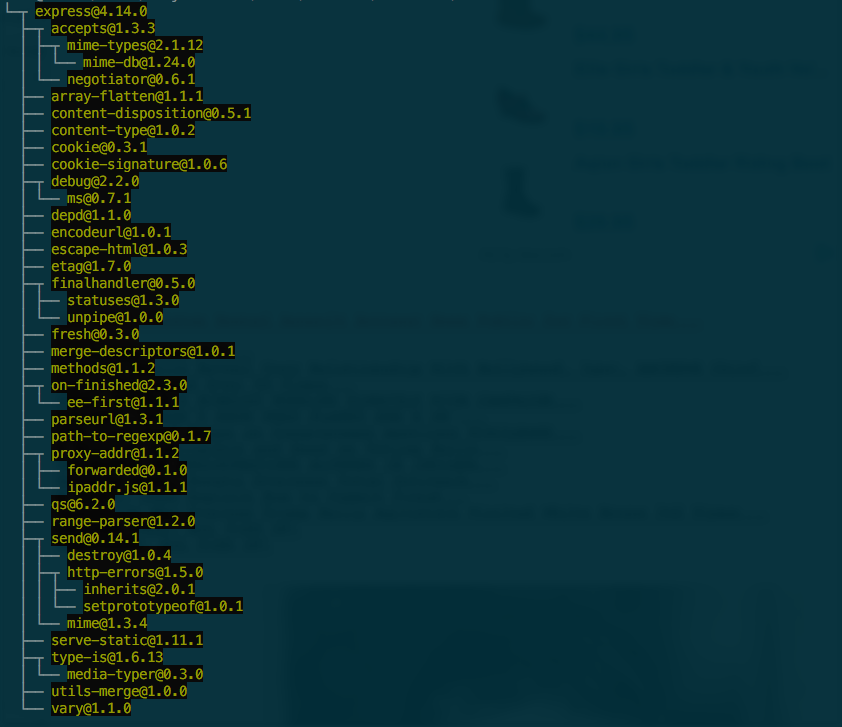 express@4.14.0
accepts@1.3.3
mime-types@2.1.12
mime-db@1.24.0
negotiator@0.6.1
array-flatten@1.1.1
content-disposition@0.5.1
content-type@1.0.2
cookie@0.3.1
cookie-signature@1.0.6
debug@2.2.0
ms@0.7.1
depd@1.1.0
encodeurl@1.0.1
escape-html@1.0.3
etag@1.7.0
finalhandler@0.5.0
statuses@1.3.0
unpipe@1.0.0
fresh@0.3.0
merge-descriptors@1.0.1
methods@1.1.2
on-finished@2.3.0
ee-first@1.1.1
parseurl@1.3.1
path-to-regexp@0.1.7
proxy-addr@1.1.2
forwarded@0.1.0
ipaddr.js@1.1.1
qs@6.2.0
range-parser@1.2.0
send@0.14.1
destroy@1.0.4
http-errors@1.5.0
inherits@2.0.1
setprototypeof@1.0.1
mime@1.3.4
serve-static@1.11.1
type-is@1.6.13
media-typer@0.3.0
utils-merge@1.0.0
vary@1.1.0